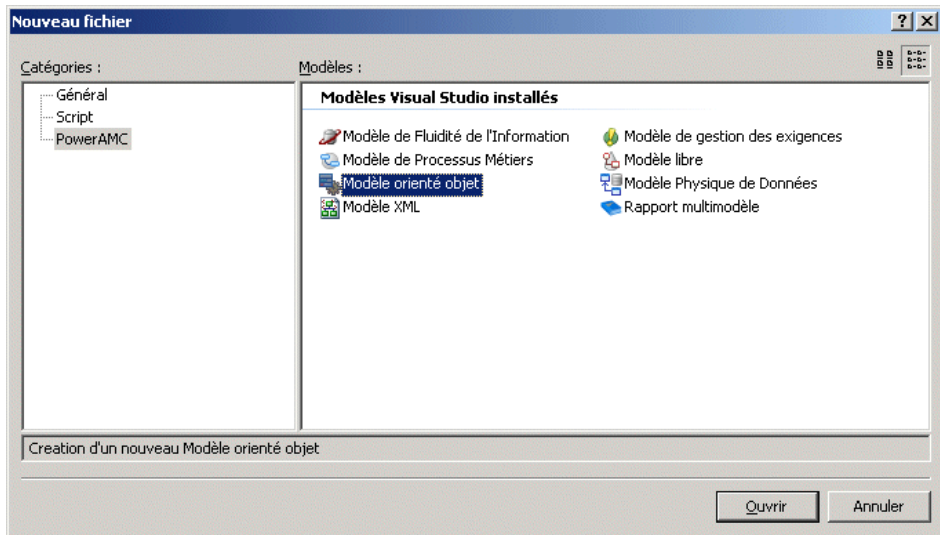 Nouveau fichier
Catégories :
Modèles :
Général
Script
PowerAMC
Modèles Visual Studio installés
Modèle de Fluidité de l'Information
Modèle de gestion des exigences
Modèle de Processus Métiers
Modèle libre
Modèle orienté objet
Modèle Physique de Données
Modèle XML
Rapport multimodèle
Creation d'un nouveau Modèle orienté objet
Ouvrir
Annuler